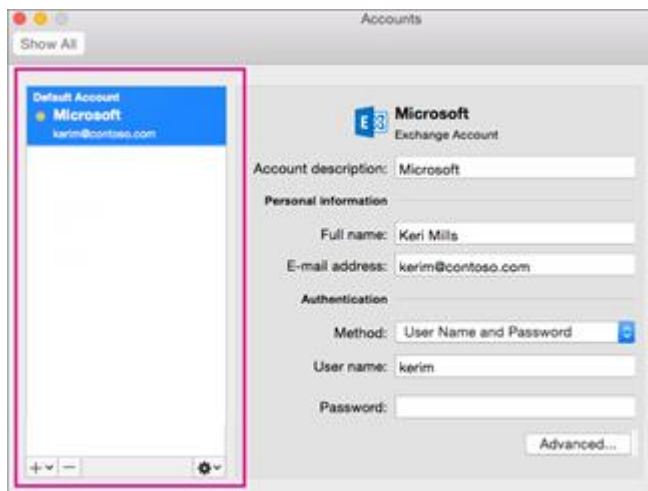 Accounts
Show All
Default Account
Microsoft
kerim@contoso.com
Microsoft
Exchange Account
Account description: Microsoft
Personal information
Full name: Keri Mills
E-mail address: kerim@contoso.com
Authentication
Method: User Name and Password
User name: kerim
Password:
Advanced...